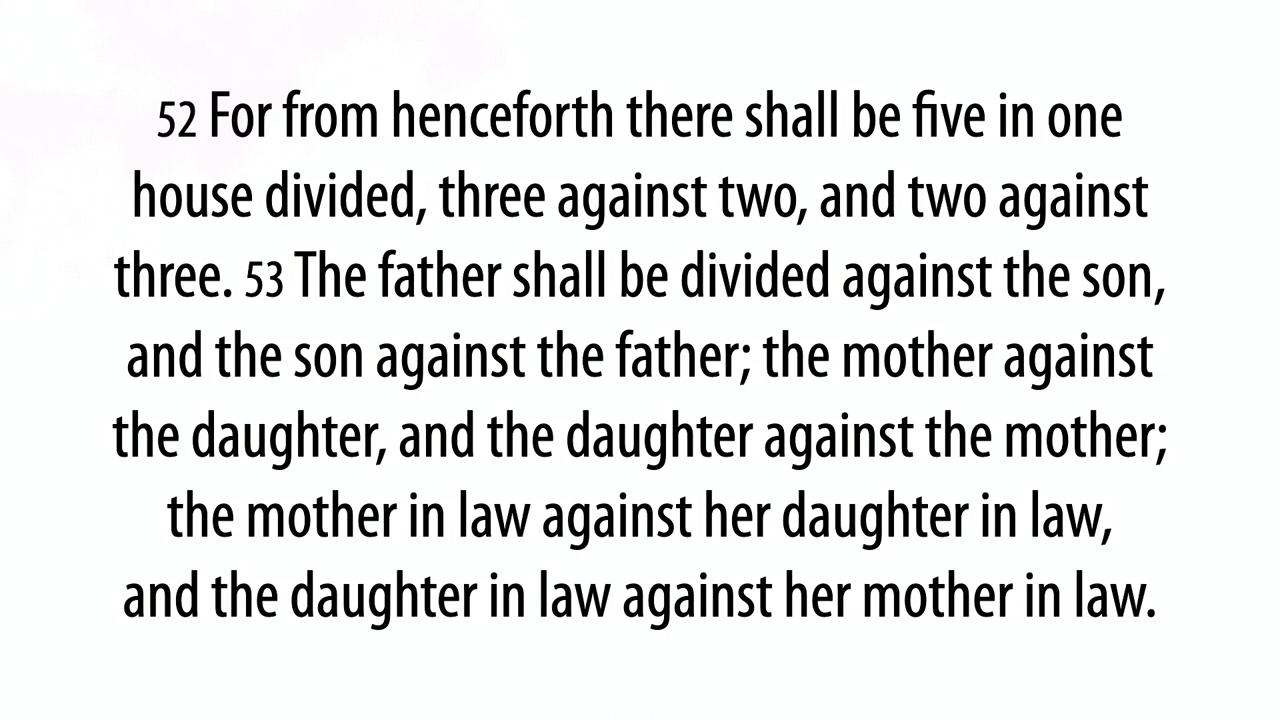 52 For from henceforth there shall be five in one
house divided, three against two, and two against
three. 53 The father shall be divided against the son,
and the son against the father; the mother against
the daughter, and the daughter against the mother;
the mother in law against her daughter in law,
and the daughter in law against her mother in law.